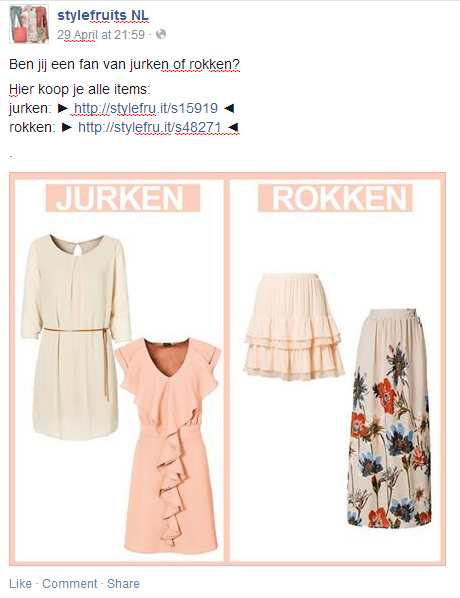 stylefruits NL
29 April at 21:59 ·
Ben jij een fan van jurken of rokken?
Hier koop je alle items:
jurken: ► http://stylefru.it/s15919 ◄
rokken: ► http://stylefru.it/s48271 ◄
.
JURKEN
ROKKEN
Like · Comment · Share